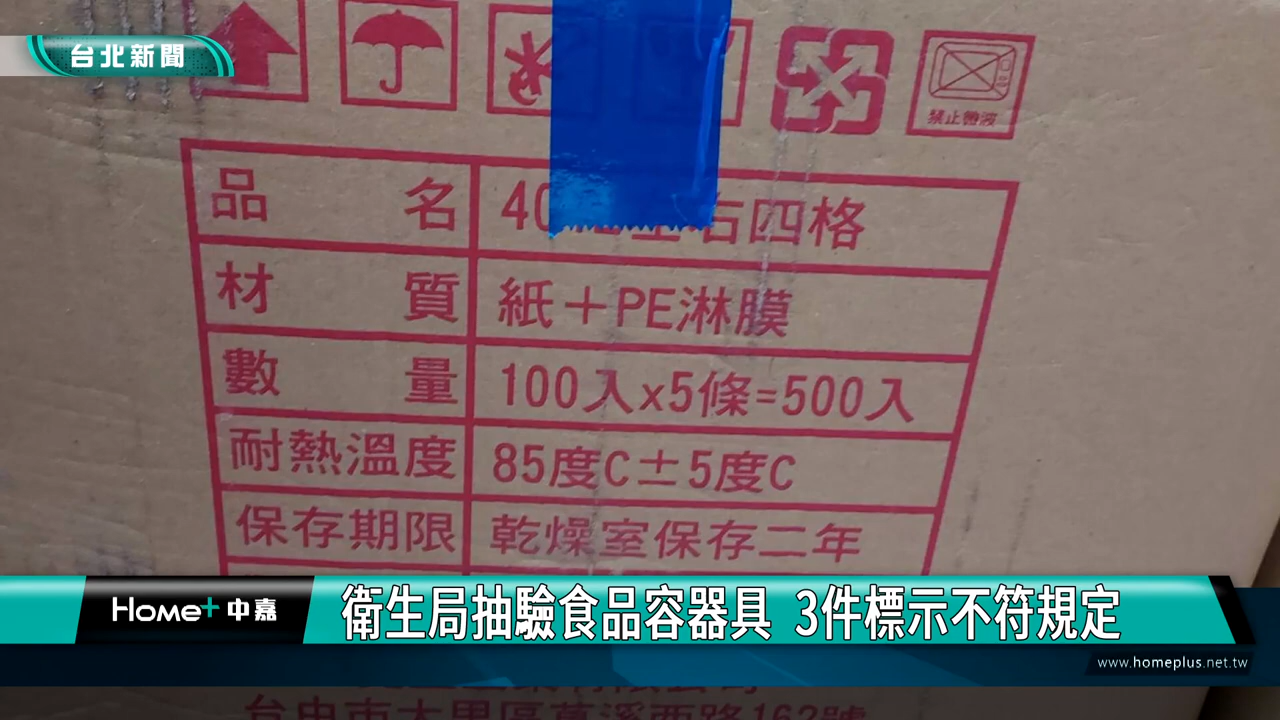 台北新聞
禁止微波
品名 40 右四格
材質 紙＋PE淋膜
數量 100入x5條=500入
耐熱溫度 85度C±5度C
保存期限 乾燥室保存二年
Home+中嘉
衛生局抽驗食品容器具 3件標示不符規定
www.homeplus.net.tw